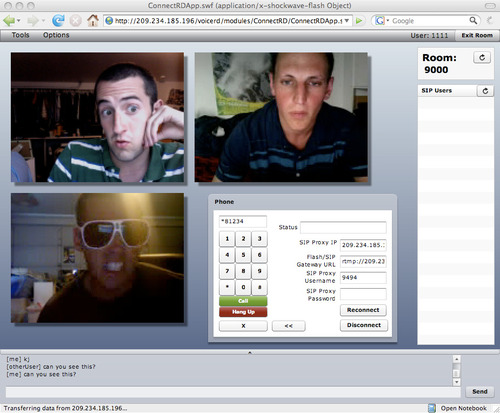 ConnectRDApp.swf (application/x-shockwave-flash Object)
http://209.234.185.196/voicerd/modules/ConnectRD/ConnectRDApp.s
Google
Tools Options User: 1111 Exit Room
Room:
9000
SIP Users
Phone
*81234
Status
1 2 3
SIP Proxy IP 209.234.185.:
4 5 6
Flash/SIP
Gateway URL rtmp://209.23
7 8 9
SIP Proxy
Username 9494
* 0 #
SIP Proxy
Password
Call
Hang Up
Reconnect
X << Disconnect
[me] kj
[otherUser] can you see this?
[me] can you see this?
Send
Transferring data from 209.234.185.196...
Open Notebook